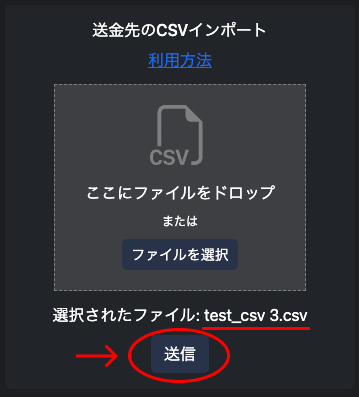 送金先のCSVインポート
利用方法
CSV
ここにファイルをドロップ
または
ファイルを選択
選択されたファイル: test_csv 3.csv
送信